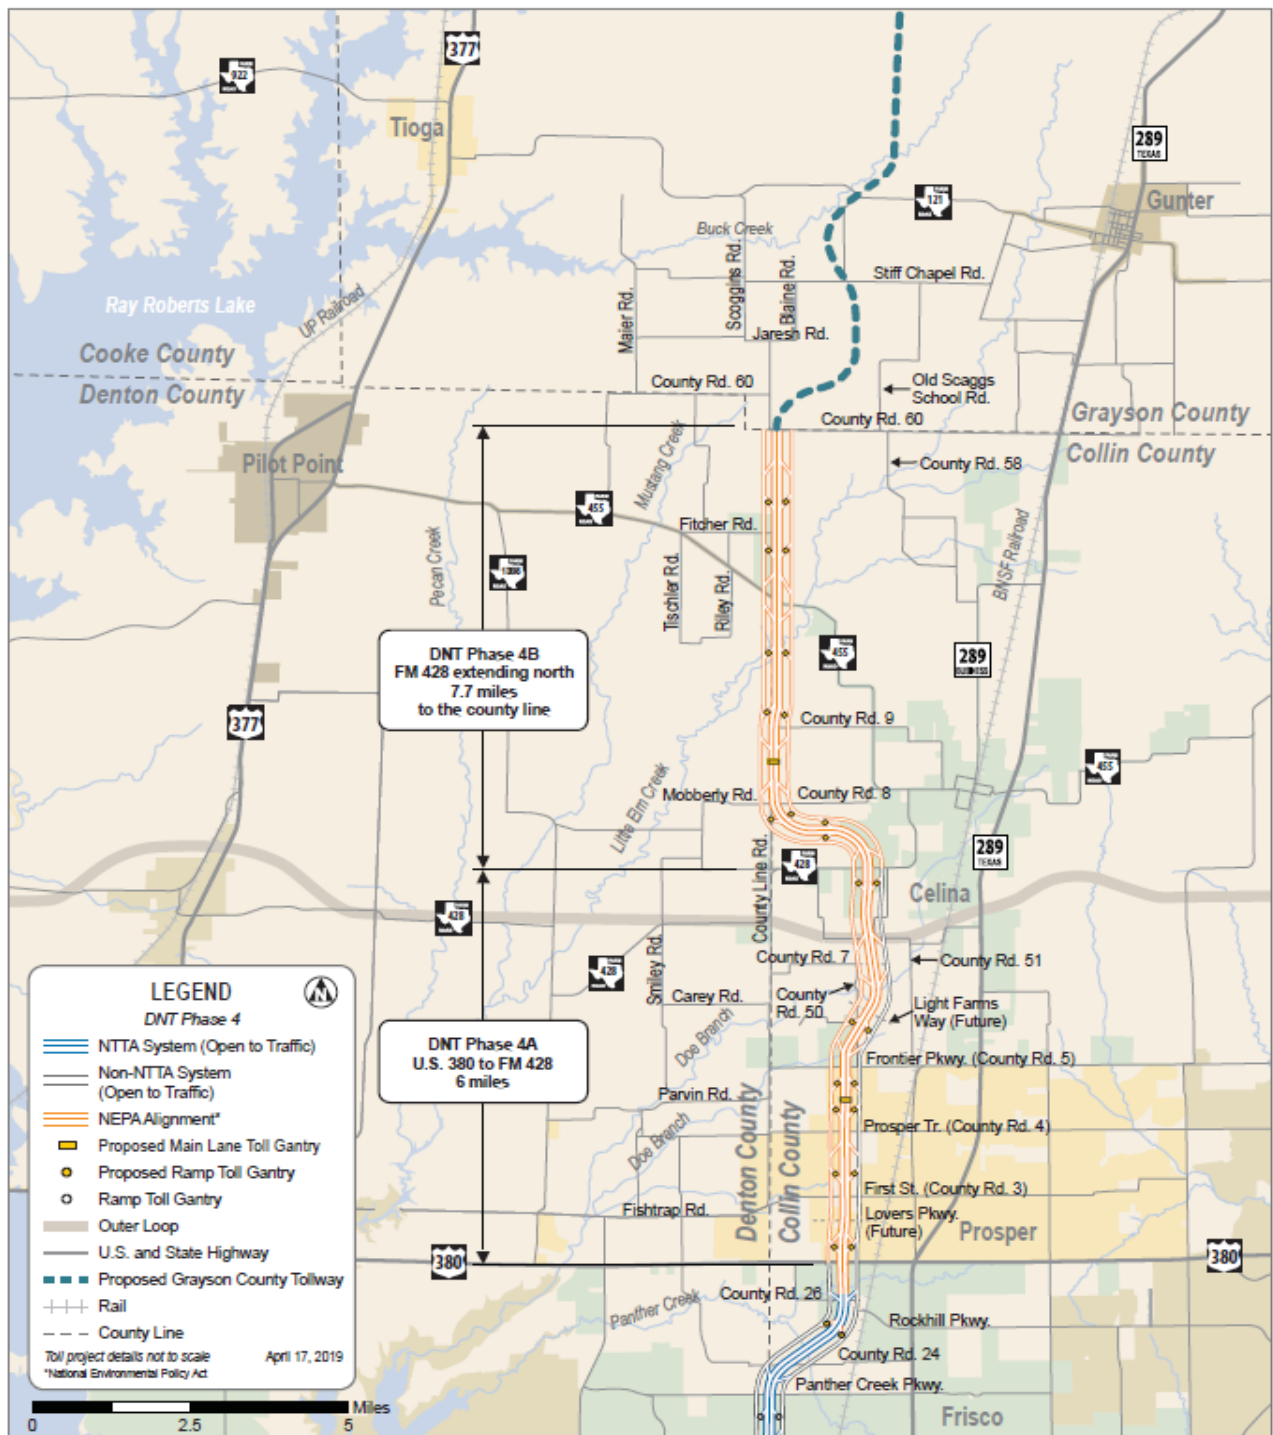 377
922
Tioga
289
TEXAS
121
Gunter
Buck Creek
Scoggins Rd.
Blaine Rd.
Stiff Chapel Rd.
Ray Roberts Lake
UP Railroad
Maier Rd.
Jaresh Rd.
Cooke County
Denton County
County Rd. 60
Old Scaggs
School Rd.
County Rd. 60
Grayson County
Collin County
Pilot Point
Mustang Creek
County Rd. 58
455
Fitcher Rd.
Pecan Creek
Tischler Rd.
Riley Rd.
BNSF Railroad
DNT Phase 4B
FM 428 extending north
7.7 miles
to the county line
455
289
BUSINESS
377
County Rd. 9
455
Little Elm Creek
Mobberly Rd.
County Rd. 8
County Line Rd.
428
289
TEXAS
Celina
428
Smiley Rd.
428
County Rd. 7
County Rd. 51
Carey Rd.
County
Rd. 50
Light Farms
Way (Future)
Doe Branch
DNT Phase 4A
U.S. 380 to FM 428
6 miles
Frontier Pkwy. (County Rd. 5)
Parvin Rd.
Denton County
Collin County
Prosper Tr. (County Rd. 4)
Doe Branch
First St. (County Rd. 3)
Fishtrap Rd.
Lovers Pkwy.
(Future)
Prosper
380
380
County Rd. 26
Panther Creek
Rockhill Pkwy.
County Rd. 24
Panther Creek Pkwy.
Frisco
LEGEND
N
DNT Phase 4
NTTA System (Open to Traffic)
Non-NTTA System
(Open to Traffic)
NEPA Alignment*
Proposed Main Lane Toll Gantry
Proposed Ramp Toll Gantry
Ramp Toll Gantry
Outer Loop
U.S. and State Highway
Proposed Grayson County Tollway
Rail
County Line
Toll project details not to scale April 17, 2019
*National Environmental Policy Act
Miles
0 2.5 5